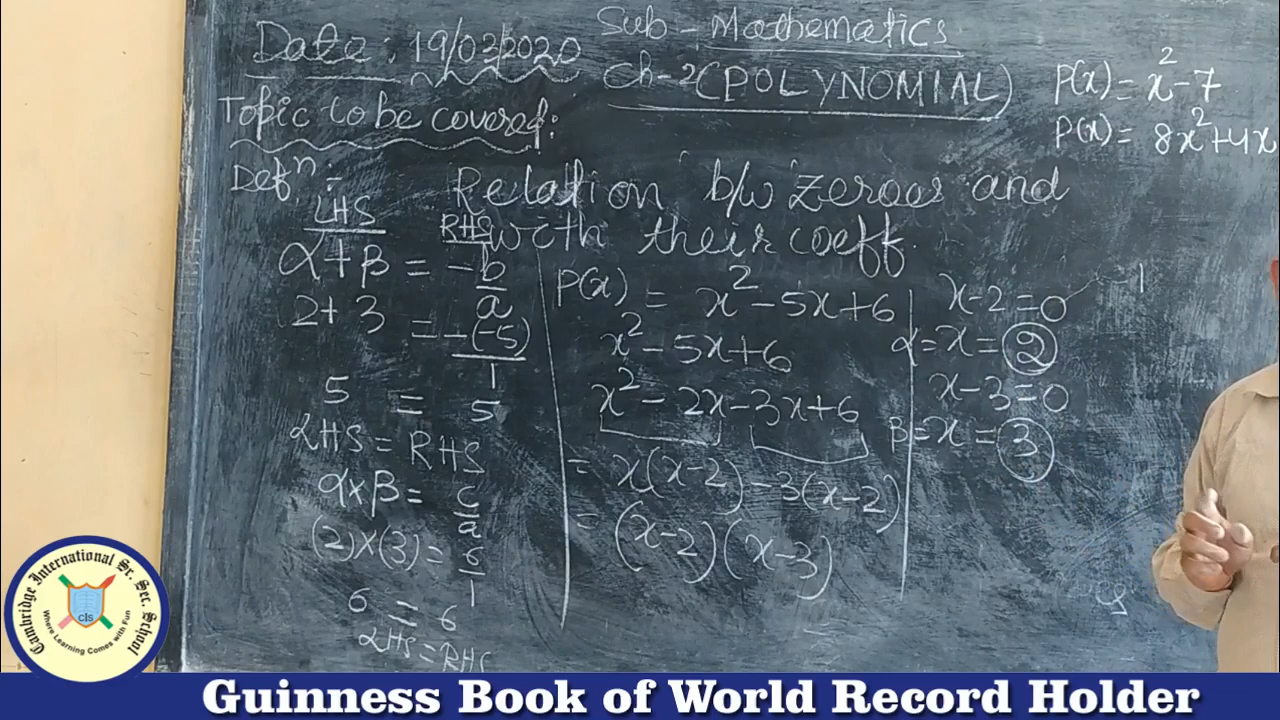 Date: 19/03/2020
Sub - Mathematics
Ch-2 (POLYNOMIAL)
P(x) = x² - 7
P(x) = 8x² + 4x
Topic to be covered:
Defⁿ :- Relation b/w zeroes and
with their coeff.
LHS RHS
α + β = -b/a
2 + 3 = -(-5)/1
5 = 5
LHS = RHS
α × β = c/a
(2) × (3) = 6/1
6 = 6
LHS = RHS
P(x) = x² - 5x + 6
x² - 5x + 6
x² - 2x - 3x + 6
= x(x-2) - 3(x-2)
= (x-2)(x-3)
x - 2 = 0
α = x = 2
x - 3 = 0
β = x = 3
Cambridge International Sr. Sec. School
cis
Where Learning Comes with Fun
Guinness Book of World Record Holder